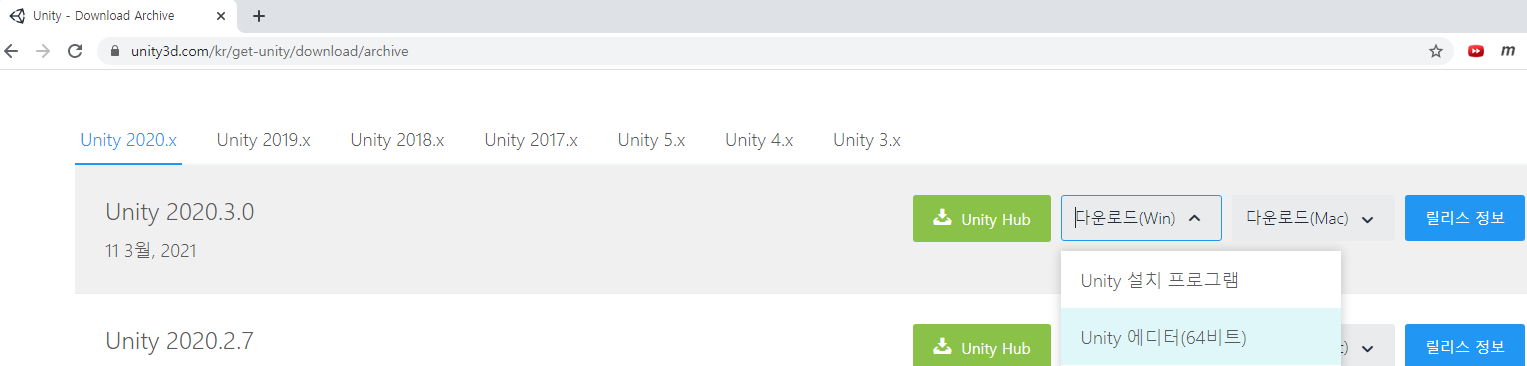 Unity - Download Archive
unity3d.com/kr/get-unity/download/archive
m
Unity 2020.x Unity 2019.x Unity 2018.x Unity 2017.x Unity 5.x Unity 4.x Unity 3.x
Unity 2020.3.0
11 3월, 2021
Unity Hub 다운로드(Win) 다운로드(Mac) 릴리스 정보
Unity 설치 프로그램
Unity 에디터(64비트)
Unity 2020.2.7
Unity Hub 릴리스 정보